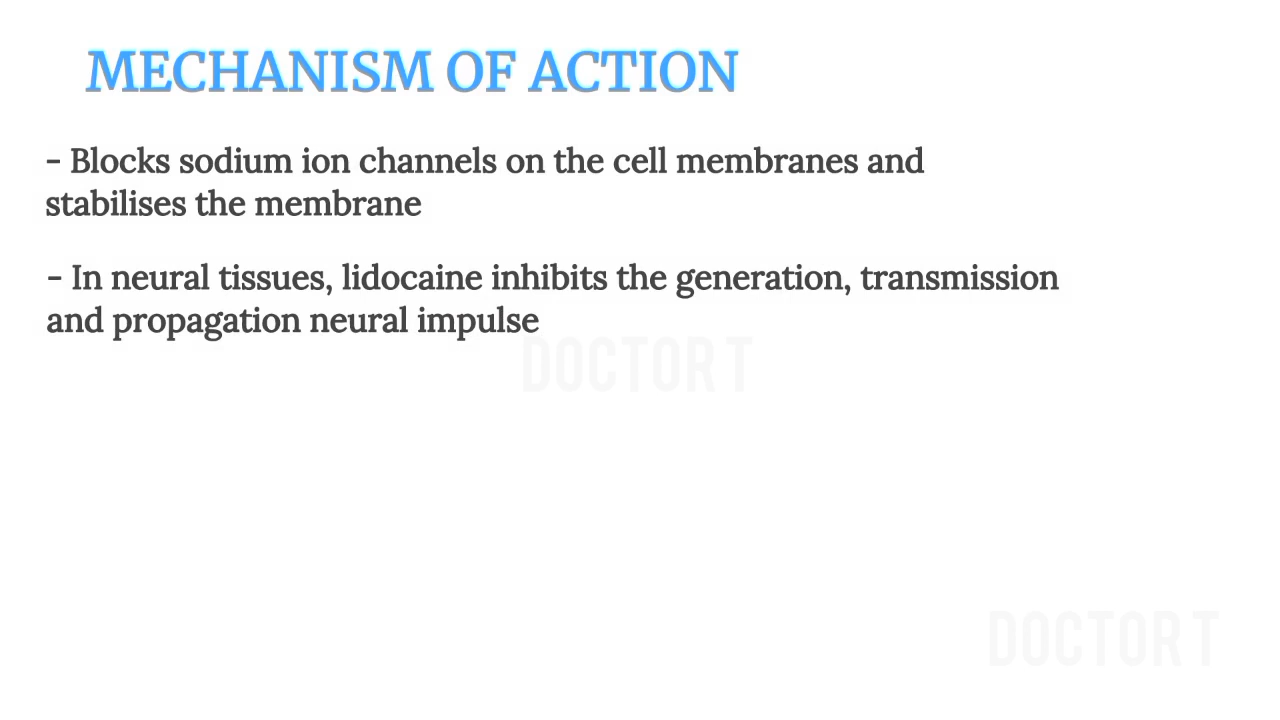 MECHANISM OF ACTION
- Blocks sodium ion channels on the cell membranes and
stabilises the membrane
- In neural tissues, lidocaine inhibits the generation, transmission
and propagation neural impulse
DOCTOR T
DOCTOR T